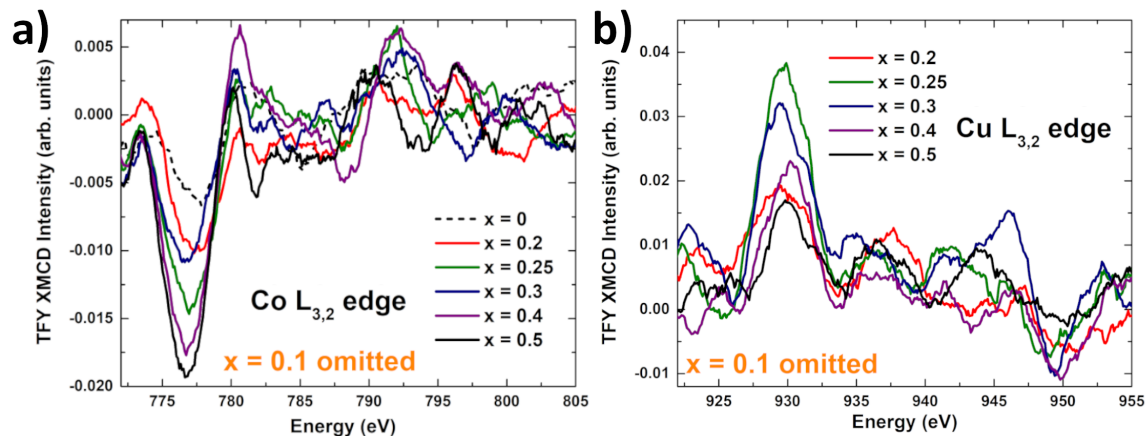 a)
TFY XMCD Intensity (arb. units)
0.005
0.000
-0.005
-0.010
-0.015
-0.020
775 780 785 790 795 800 805
Energy (eV)
x = 0
x = 0.2
x = 0.25
x = 0.3
x = 0.4
x = 0.5
Co L3,2 edge
x = 0.1 omitted
b)
TFY XMCD Intensity (arb. units)
0.04
0.03
0.02
0.01
0.00
-0.01
925 930 935 940 945 950 955
Energy (eV)
x = 0.2
x = 0.25
x = 0.3
x = 0.4
x = 0.5
Cu L3,2 edge
x = 0.1 omitted